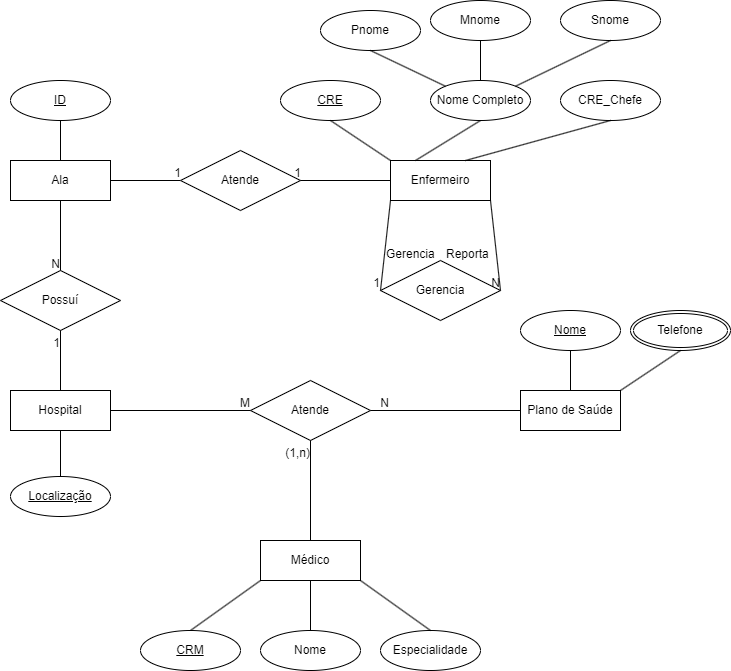 Pnome
Mnome
Snome
ID
CRE
Nome Completo
CRE_Chefe
Ala
1
Atende
1
Enfermeiro
Gerencia
Reporta
N
1
Gerencia
N
Possuí
1
Nome
Telefone
Hospital
M
Atende
N
Plano de Saúde
(1,n)
Localização
Médico
CRM
Nome
Especialidade